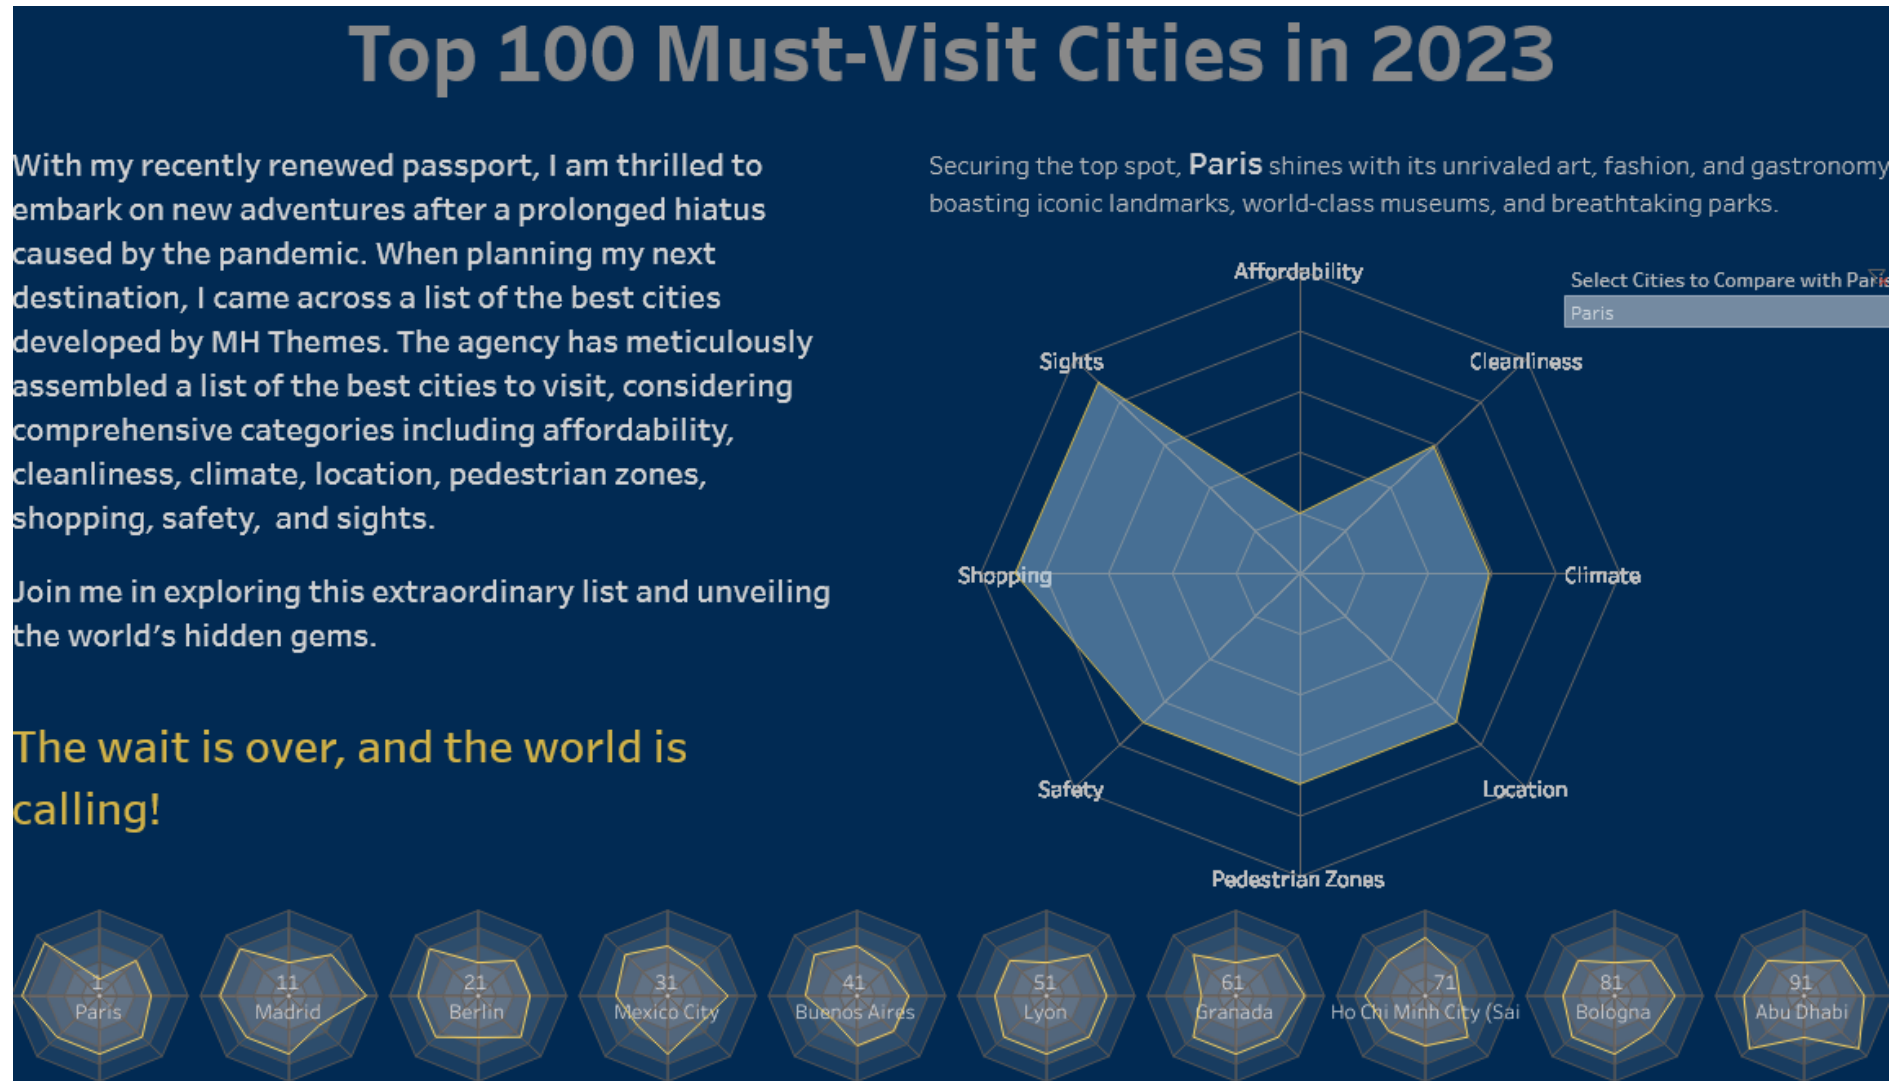 Top 100 Must-Visit Cities in 2023
With my recently renewed passport, I am thrilled to
embark on new adventures after a prolonged hiatus
caused by the pandemic. When planning my next
destination, I came across a list of the best cities
developed by MH Themes. The agency has meticulously
assembled a list of the best cities to visit, considering
comprehensive categories including affordability,
cleanliness, climate, location, pedestrian zones,
shopping, safety, and sights.
Join me in exploring this extraordinary list and unveiling
the world's hidden gems.
The wait is over, and the world is
calling!
Securing the top spot, Paris shines with its unrivaled art, fashion, and gastronomy
boasting iconic landmarks, world-class museums, and breathtaking parks.
Select Cities to Compare with Paris
Paris
Affordability
Sights
Cleanliness
Shopping
Climate
Safety
Location
Pedestrian Zones
1
Paris
11
Madrid
21
Berlin
31
Mexico City
41
Buenos Aires
51
Lyon
61
Granada
71
Ho Chi Minh City (Sai
81
Bologna
91
Abu Dhabi